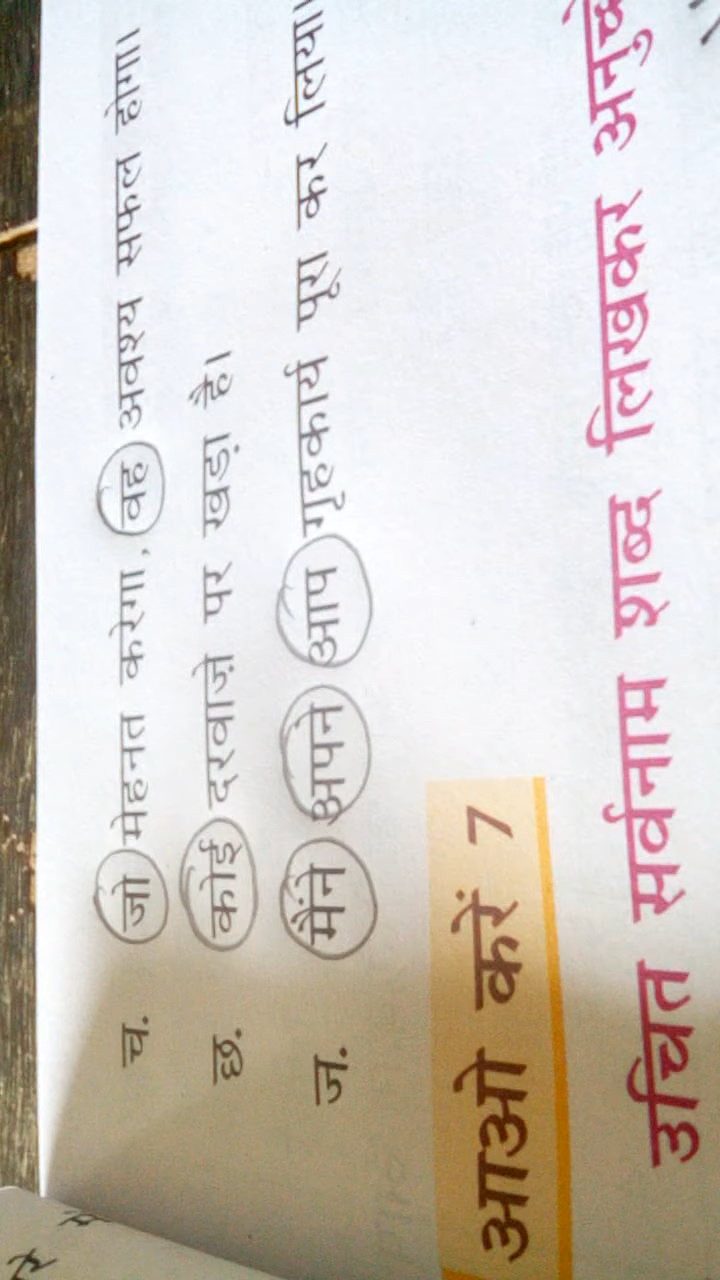 च. जो मेहनत करेगा, वह अवश्य सफल होगा।
छ. कोई दरवाज़े पर खड़ा है।
ज. मैंने अपने आप गृहकार्य पूरा कर लिया।
आओ करें 7
उचित सर्वनाम शब्द लिखकर